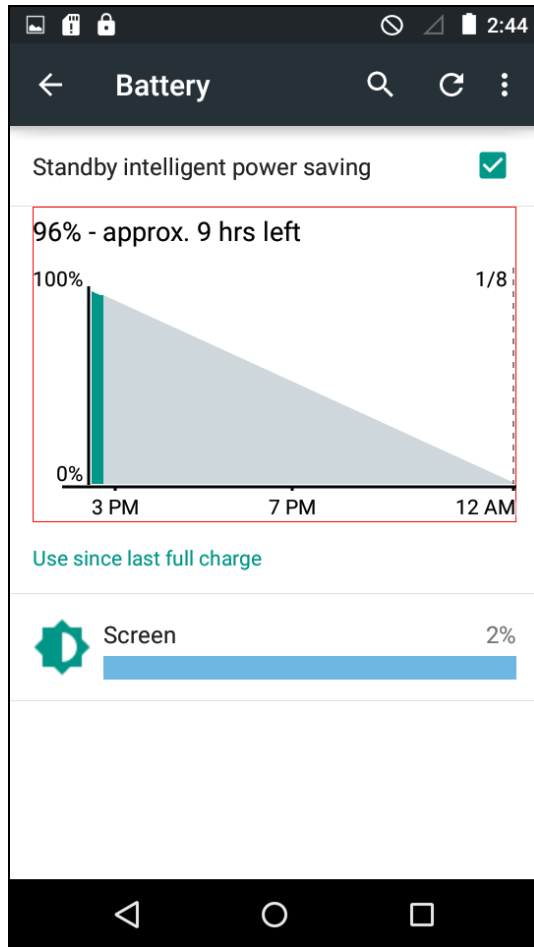 2:44
Battery
Standby intelligent power saving
96% - approx. 9 hrs left
100% 1/8
0%
3 PM 7 PM 12 AM
Use since last full charge
Screen 2%